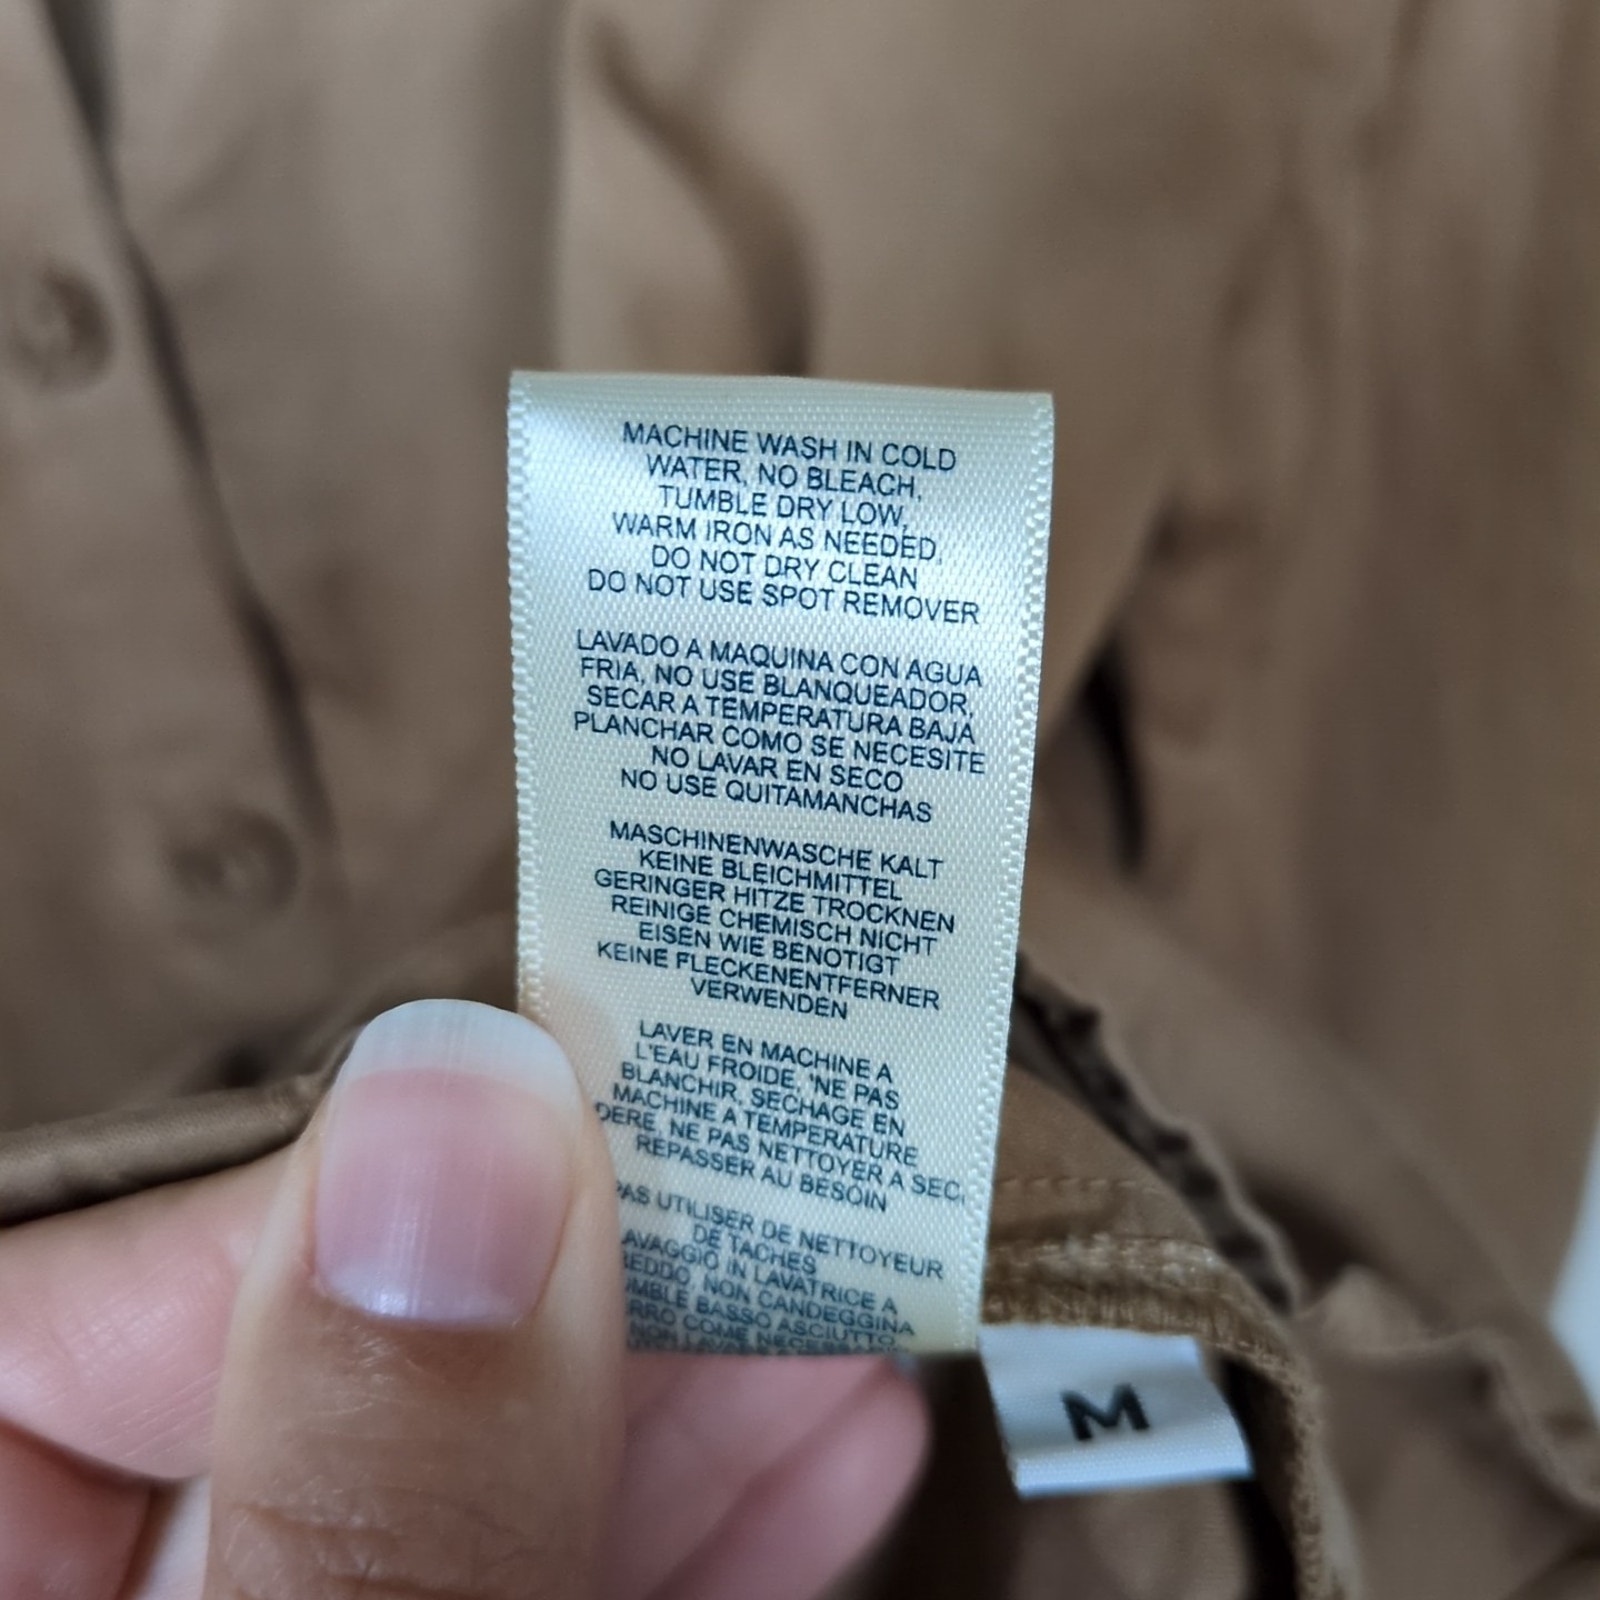 MACHINE WASH IN COLD
WATER, NO BLEACH,
TUMBLE DRY LOW,
WARM IRON AS NEEDED,
DO NOT DRY CLEAN
DO NOT USE SPOT REMOVER
LAVADO A MAQUINA CON AGUA
FRIA, NO USE BLANQUEADOR,
SECAR A TEMPERATURA BAJA
PLANCHAR COMO SE NECESITE
NO LAVAR EN SECO
NO USE QUITAMANCHAS
MASCHINENWASCHE KALT
KEINE BLEICHMITTEL
GERINGER HITZE TROCKNEN
REINIGE CHEMISCH NICHT
EISEN WIE BENOTIGT
KEINE FLECKENENTFERNER
VERWENDEN
LAVER EN MACHINE A
L'EAU FROIDE, 'NE PAS
BLANCHIR, SECHAGE EN
MACHINE A TEMPERATURE
NE PAS NETTOYER A
REPASSER AU BESOIN
PAS UTILISER DE NETTOYEUR
DE TACHES
IN LAVATRICE A
NON CANDEGGINA
BASSO ASCIUTTO
COME
M